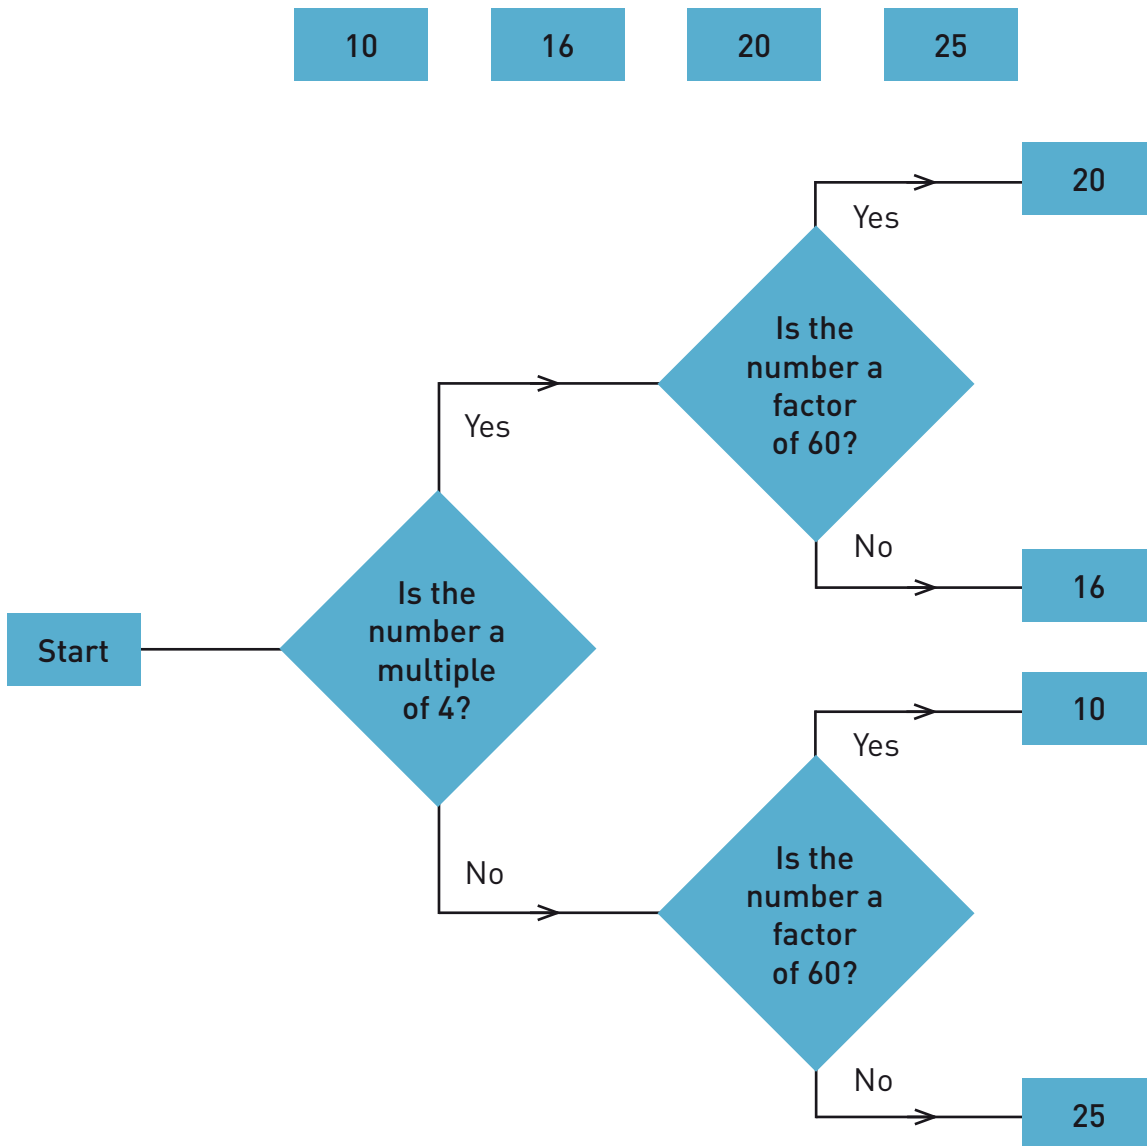 10 16 20 25
20
Yes
Is the
number a
factor
of 60?
Yes
No
16
Is the
number a
multiple
of 4?
Start
10
Yes
No
Is the
number a
factor
of 60?
No
25